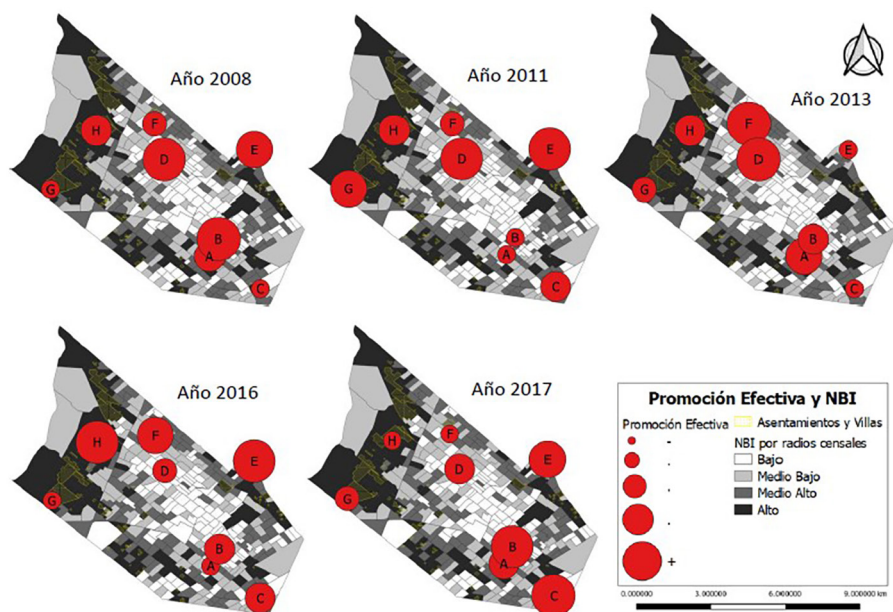 Año 2008
Año 2011
Año 2013
F
H
D
E
G
B
A
C
F
H
D
E
G
B
A
C
F
H
D
E
G
B
A
C
Año 2016
Año 2017
F
H
D
E
G
B
A
C
F
H
D
E
G
B
A
C
Promoción Efectiva y NBI
Promoción Efectiva
-
.
.
.
+
Asentamientos y Villas
NBI por radios censales
Bajo
Medio Bajo
Medio Alto
Alto
0.000000 3.000000 6.000000 9.000000 km